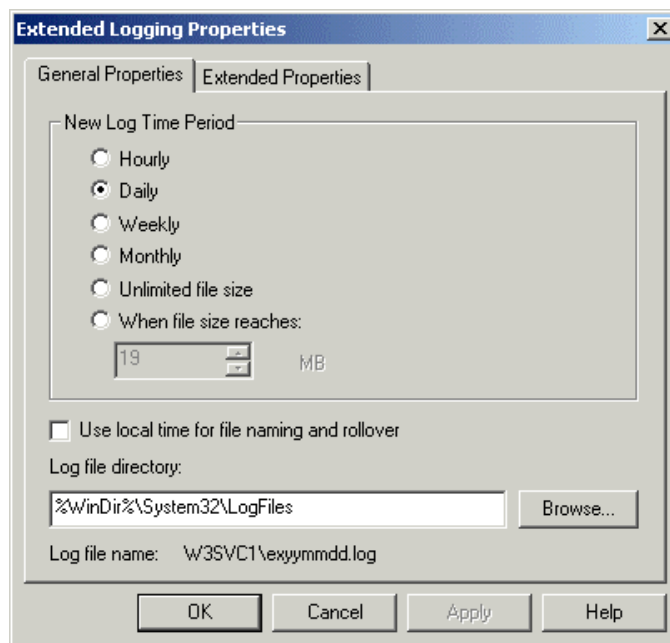 Extended Logging Properties
General Properties
Extended Properties
New Log Time Period
Hourly
Daily
Weekly
Monthly
Unlimited file size
When file size reaches:
19
MB
Use local time for file naming and rollover
Log file directory:
%WinDir%\System32\LogFiles
Browse...
Log file name: W3SVC1\exyymmdd.log
OK
Cancel
Apply
Help